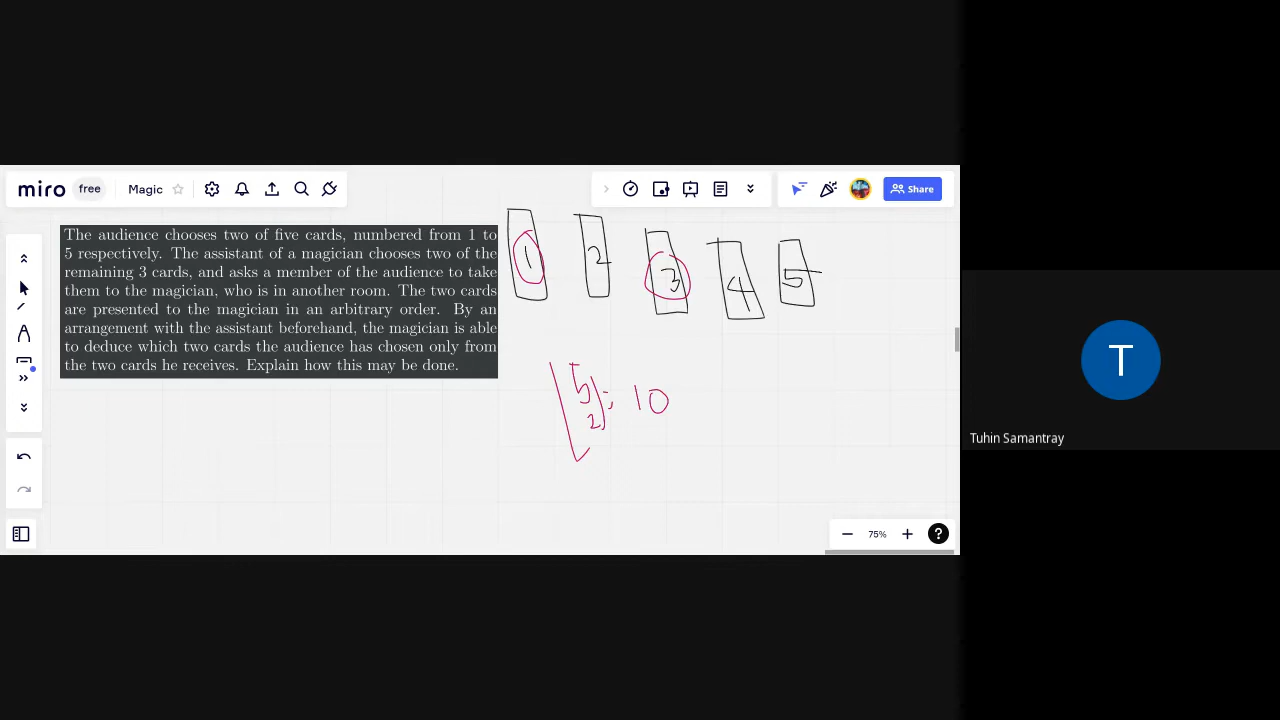 miro free Magic Share
The audience chooses two of five cards, numbered from 1 to
5 respectively. The assistant of a magician chooses two of the
remaining 3 cards, and asks a member of the audience to take
them to the magician, who is in another room. The two cards
are presented to the magician in an arbitrary order. By an
arrangement with the assistant beforehand, the magician is able
to deduce which two cards the audience has chosen only from
the two cards he receives. Explain how this may be done.
1 2 3 4 5
5
2
10
T
Tuhin Samantray
75%